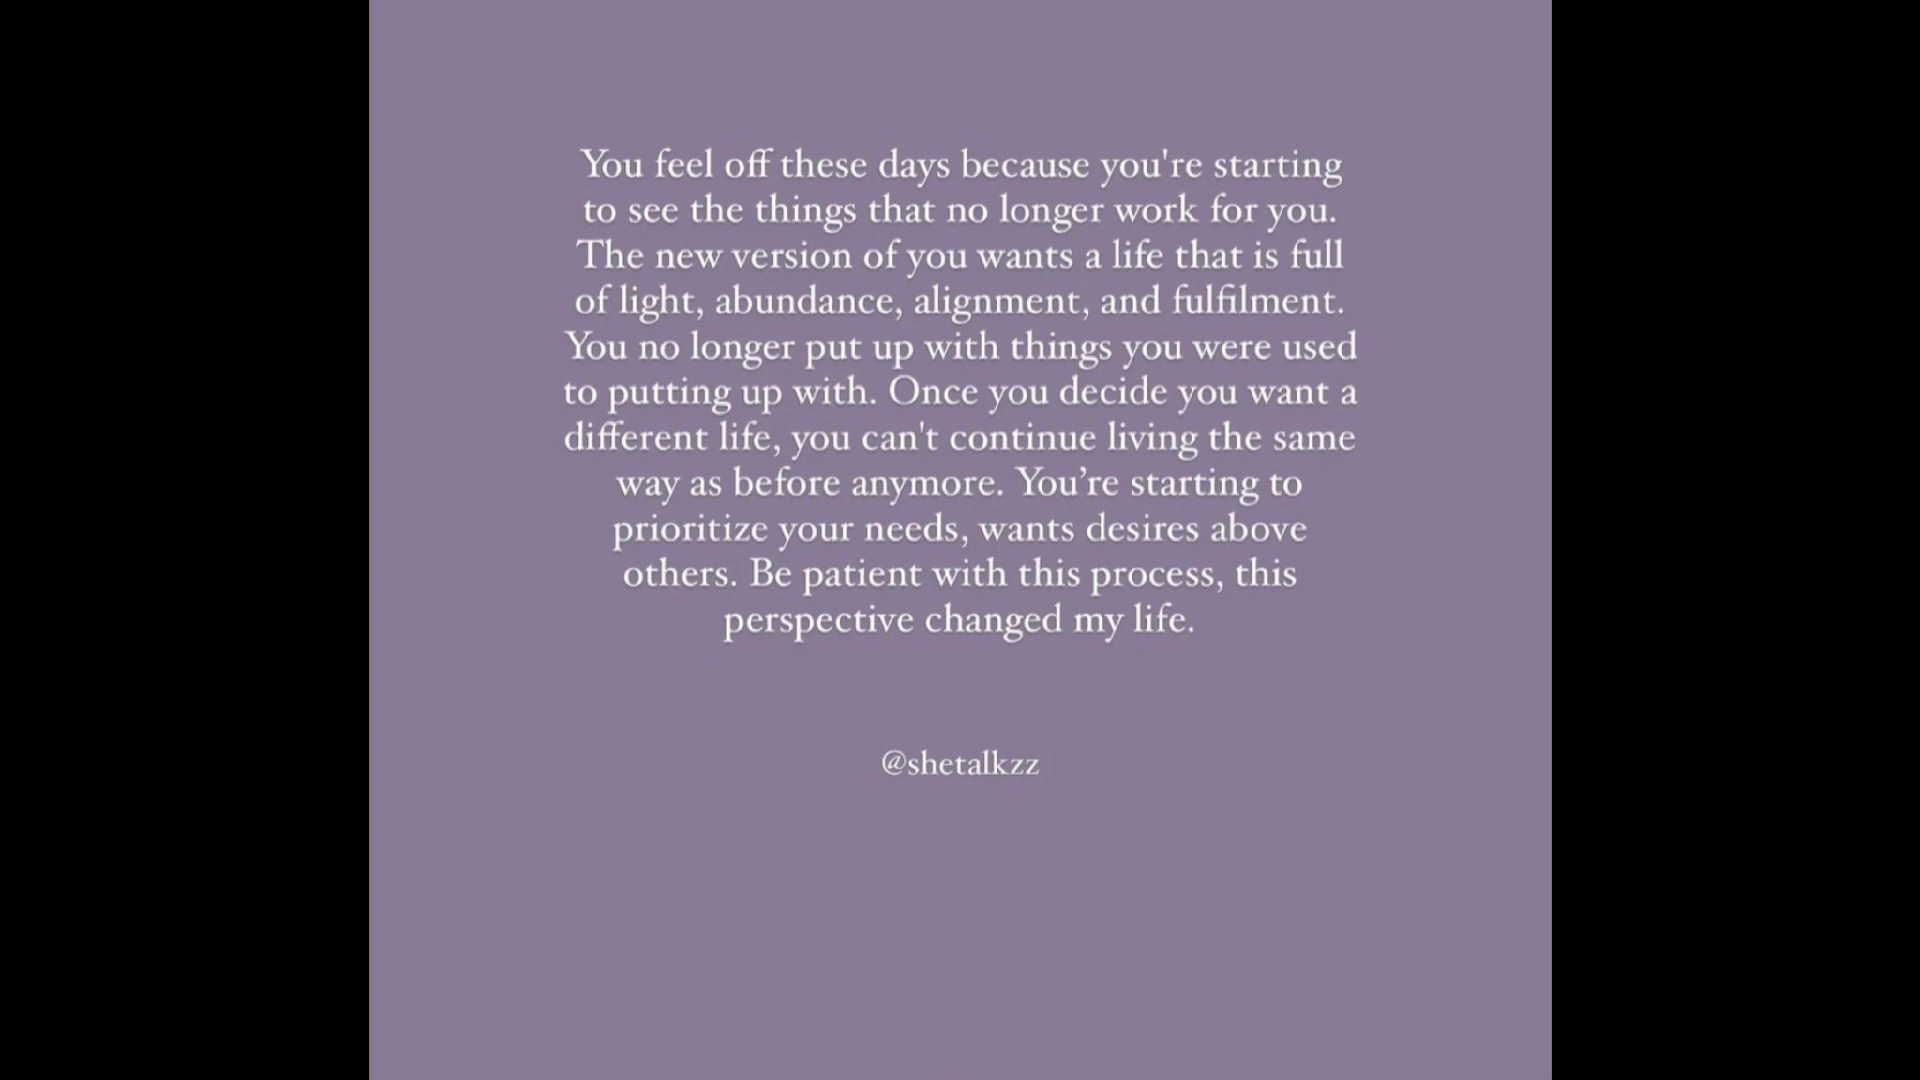 You feel off these days because you're starting
to see the things that no longer work for you.
The new version of you wants a life that is full
of light, abundance, alignment, and fulfilment.
You no longer put up with things you were used
to putting up with. Once you decide you want a
different life, you can't continue living the same
way as before anymore. You’re starting to
prioritize your needs, wants desires above
others. Be patient with this process, this
perspective changed my life.
@shetalkzz